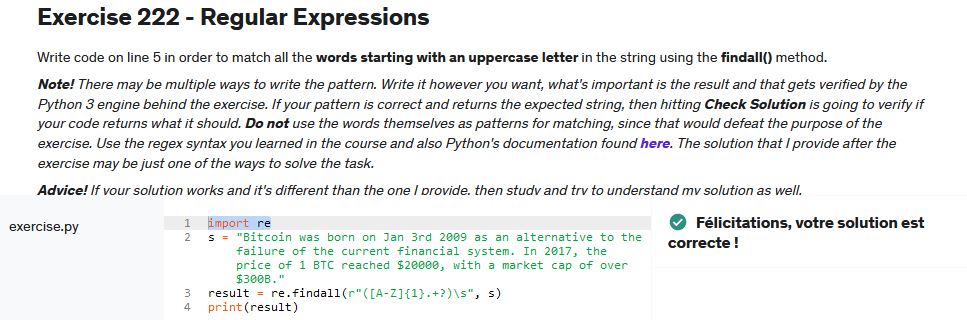 Exercise 222 - Regular Expressions
Write code on line 5 in order to match all the words starting with an uppercase letter in the string using the findall() method.
Note! There may be multiple ways to write the pattern. Write it however you want, what's important is the result and that gets verified by the
Python 3 engine behind the exercise. If your pattern is correct and returns the expected string, then hitting Check Solution is going to verify if
your code returns what it should. Do not use the words themselves as patterns for matching, since that would defeat the purpose of the
exercise. Use the regex syntax you learned in the course and also Python's documentation found here. The solution that I provide after the
exercise may be just one of the ways to solve the task.
Advice! If your solution works and it's different than the one I provide, then study and try to understand my solution as well.
exercise.py
1 import re
2 s = "Bitcoin was born on Jan 3rd 2009 as an alternative to the
failure of the current financial system. In 2017, the
price of 1 BTC reached $20000, with a market cap of over
$300B."
3 result = re.findall(r"([A-Z]{1}.+?)\s", s)
4 print(result)
Félicitations, votre solution est
correcte !